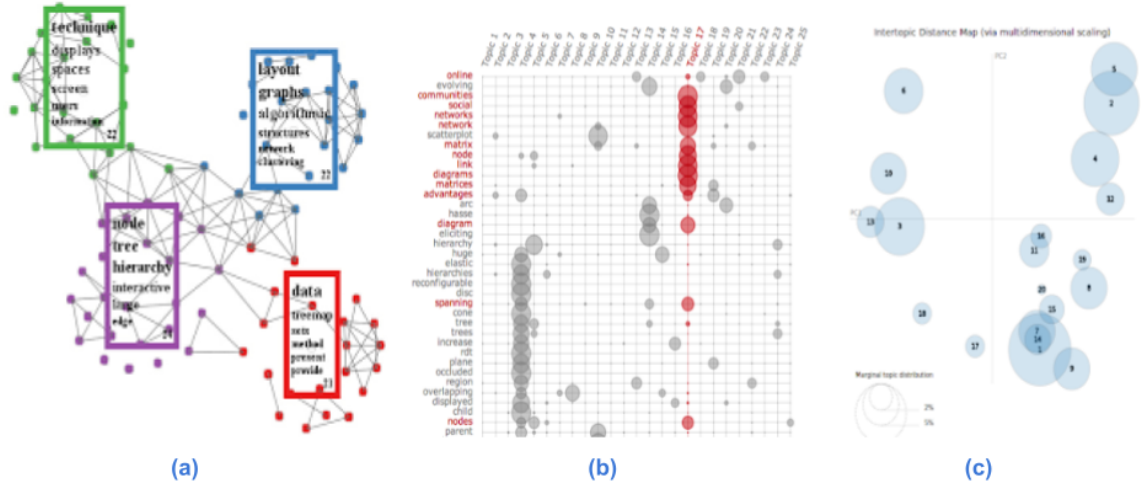 technique
displays
spaces
screen
users
information
22
layout
graphs
algorithmic
structures
network
clustering
22
node
tree
hierarchy
interactive
large
edge
24
data
treemap
sets
method
present
provide
21
(a)
Topic 1
Topic 2
Topic 3
Topic 4
Topic 5
Topic 6
Topic 7
Topic 8
Topic 9
Topic 10
Topic 11
Topic 12
Topic 13
Topic 14
Topic 15
Topic 16
Topic 17
Topic 18
Topic 19
Topic 20
Topic 21
Topic 22
Topic 23
Topic 24
Topic 25
online
evolving
communities
social
networks
network
scatterplot
matrix
node
link
diagrams
matrices
advantages
arc
hasse
diagram
eliciting
hierarchy
huge
elastic
hierarchies
reconfigurable
disc
spanning
cone
tree
trees
increase
rdt
plane
occluded
region
overlapping
displayed
child
nodes
parent
(b)
Intertopic Distance Map (via multidimensional scaling)
PC2
PC1
5
6
2
4
10
12
13
3
16
11
19
20
8
15
18
7
14
17
1
9
Marginal topic distribution
2%
5%
(c)